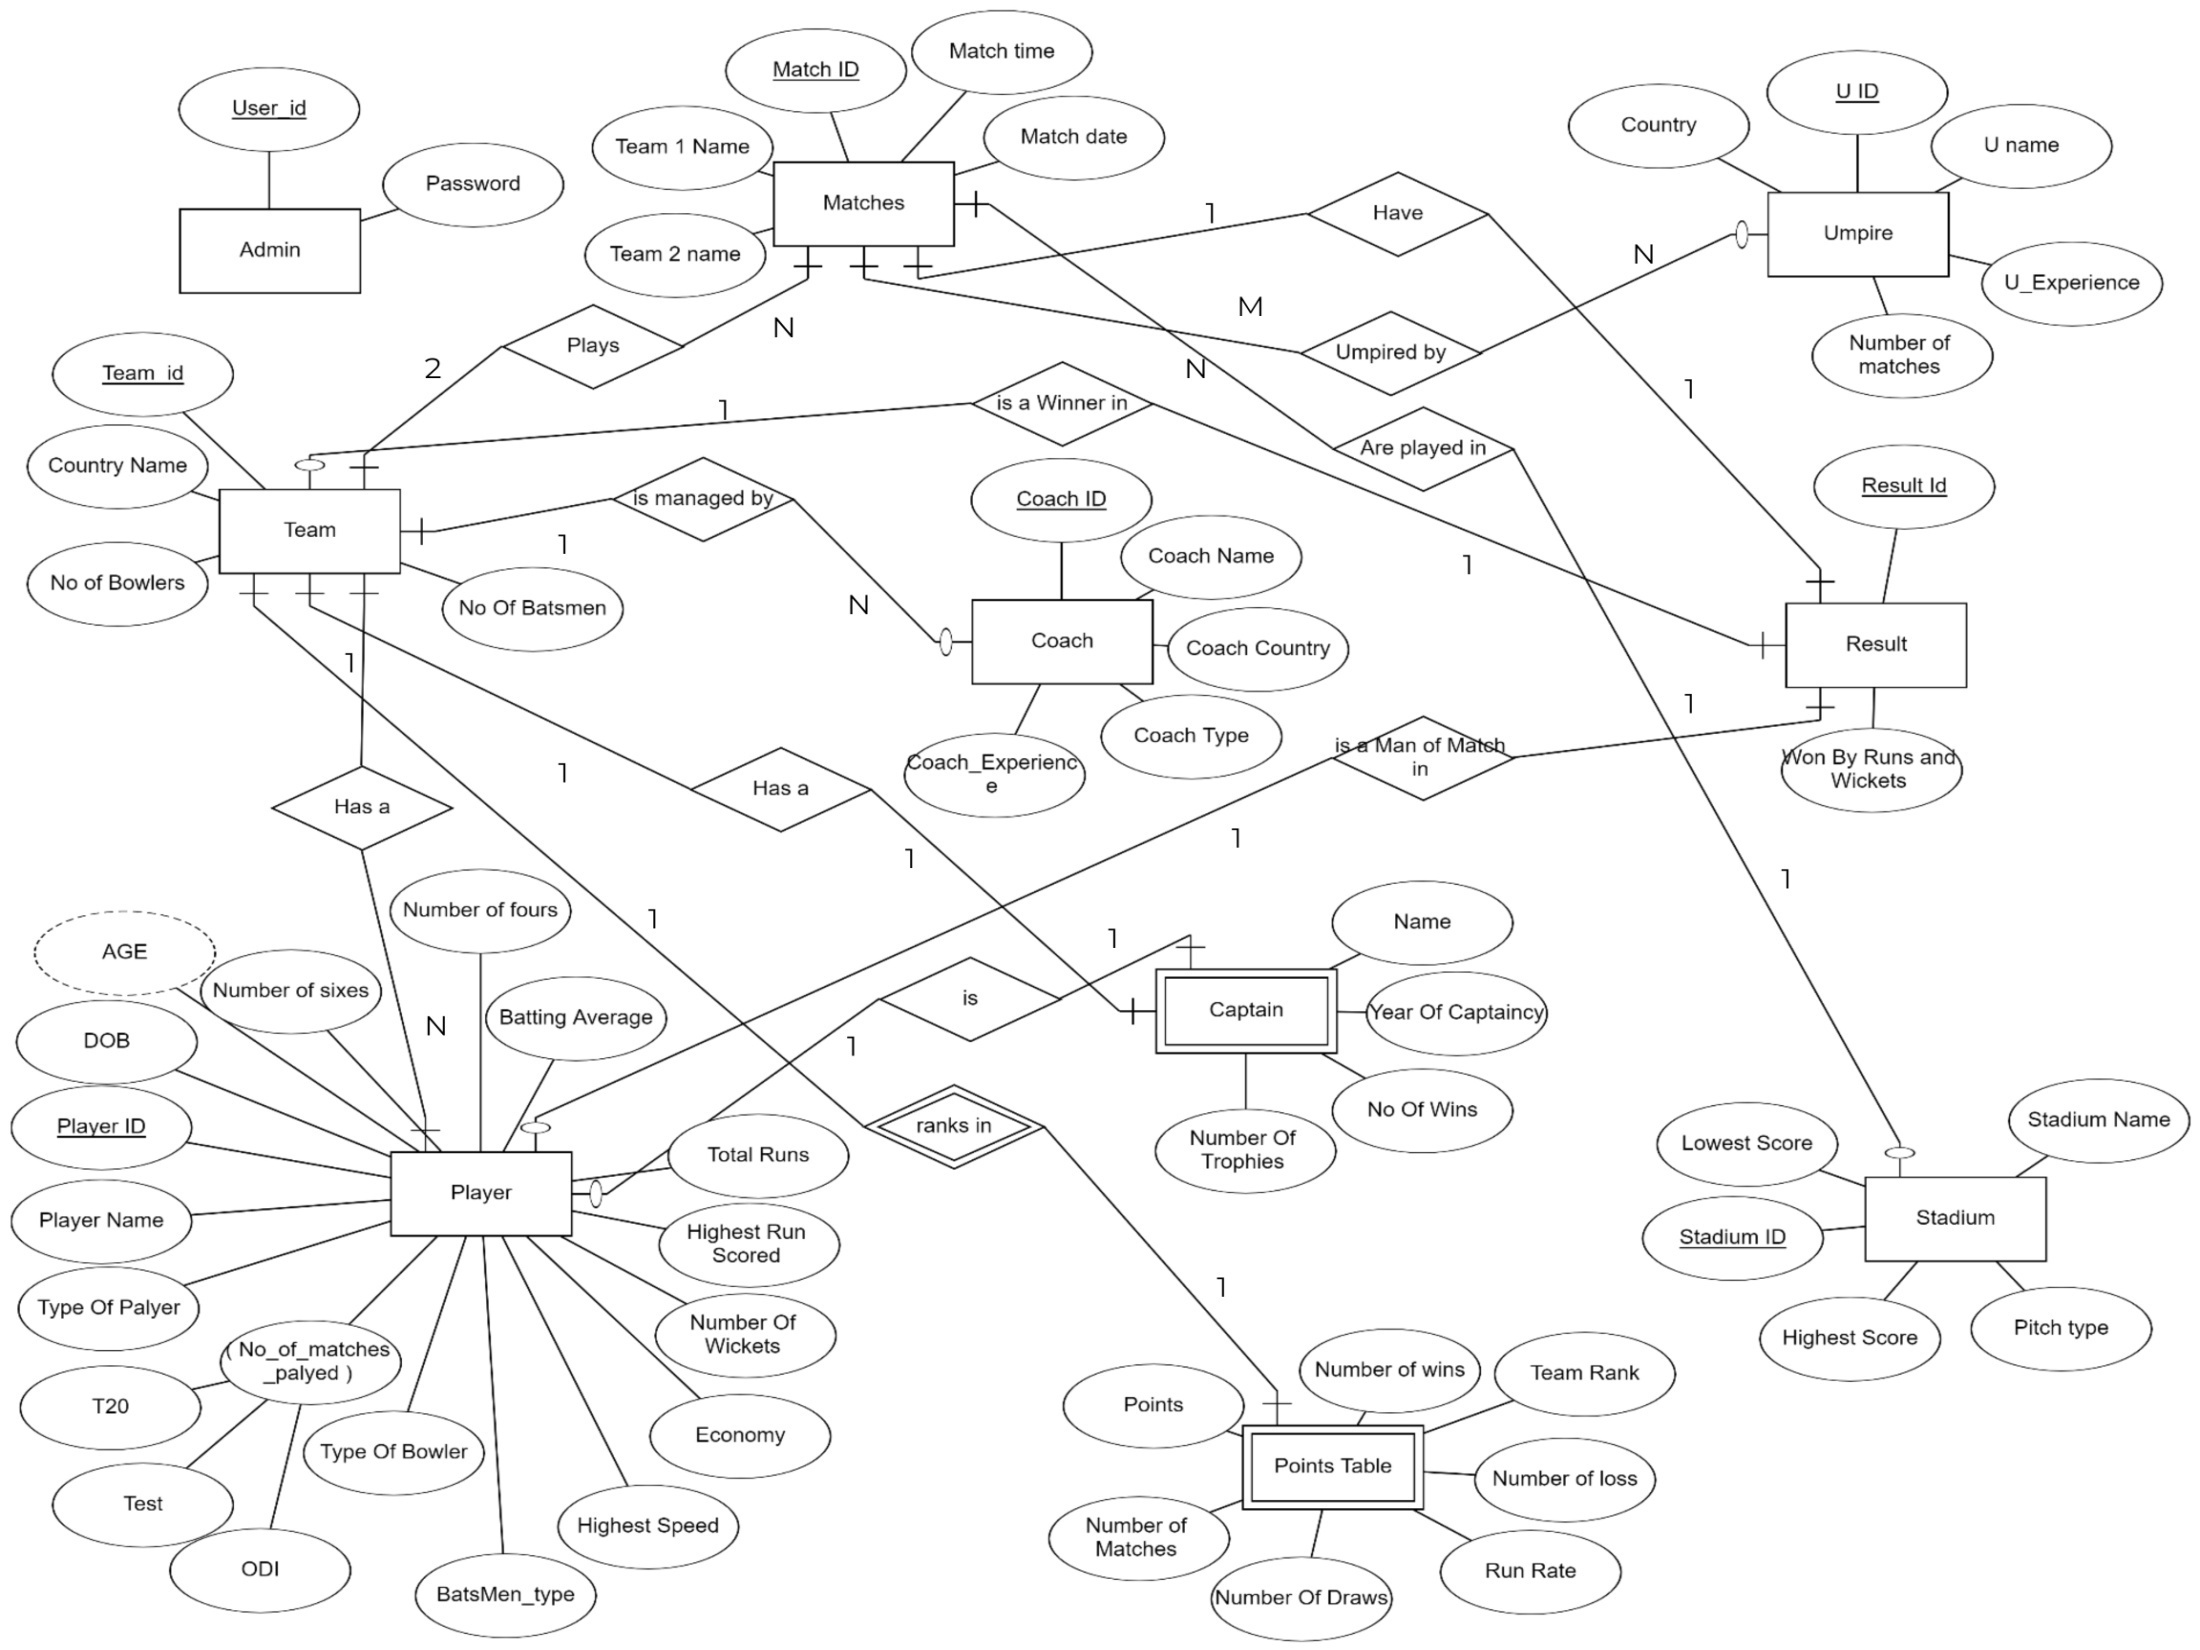 Match time
Match ID
User_id
U ID
Country
Match date
U name
Team 1 Name
Password
Matches
1
Have
Umpire
Admin
Team 2 name
N
U_Experience
M
N
Plays
Umpired by
Number of
matches
2
N
Team_id
1
is a Winner in
1
Are played in
Country Name
Result Id
is managed by
Coach ID
Team
1
Coach Name
1
No of Bowlers
No Of Batsmen
N
Coach
Coach Country
Result
1
1
Coach Type
is a Man of Match
in
Coach_Experienc
e
Won By Runs and
Wickets
1
Has a
Has a
1
1
1
Number of fours
1
Name
1
AGE
Number of sixes
is
Captain
Year Of Captaincy
Batting Average
N
DOB
1
Player ID
ranks in
No Of Wins
Stadium Name
Lowest Score
Number Of
Trophies
Total Runs
Player
Player Name
Stadium
Stadium ID
Highest Run
Scored
1
Type Of Palyer
Number Of
Wickets
Highest Score
Pitch type
( No_of_matches
_palyed )
Number of wins
Team Rank
T20
Points
Economy
Type Of Bowler
Points Table
Number of loss
Test
Highest Speed
Number of
Matches
ODI
Run Rate
BatsMen_type
Number Of Draws